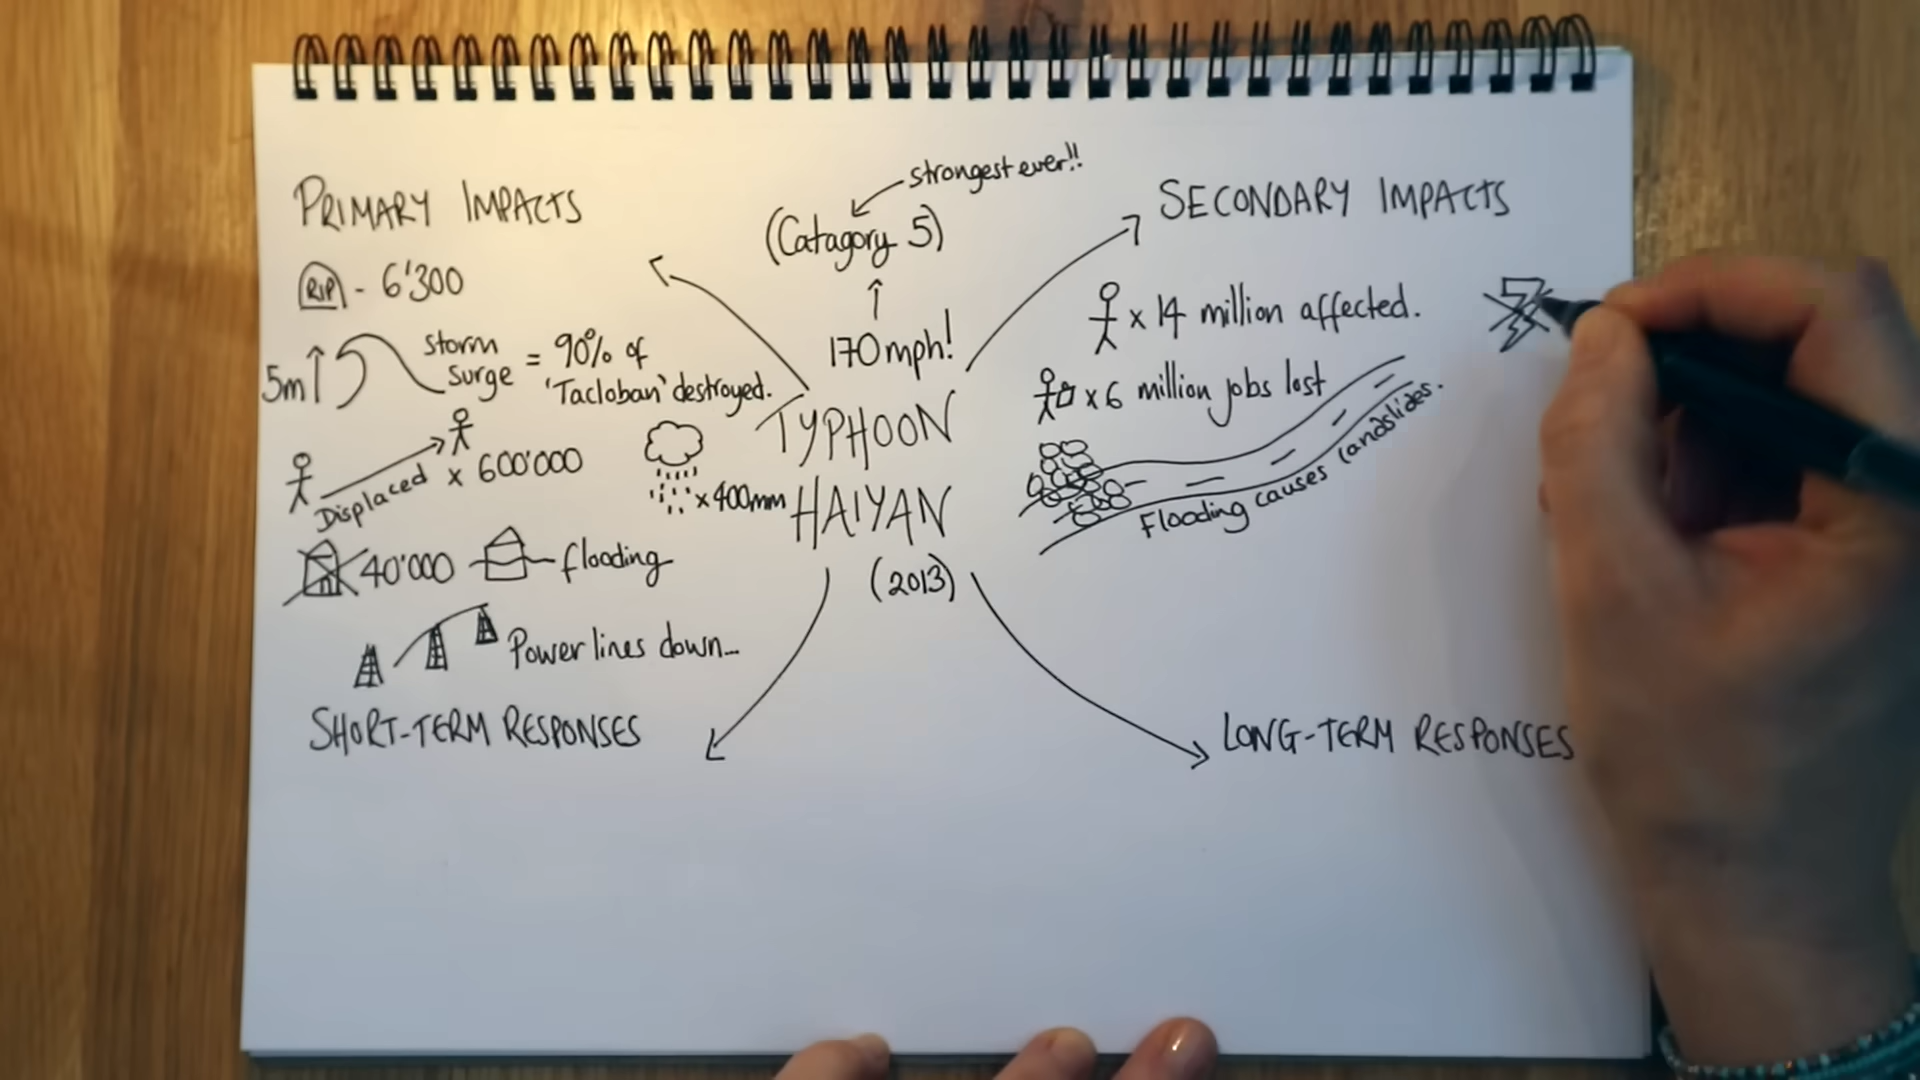 PRIMARY IMPACTS
RIP - 6'300
5m
storm
surge = 90% of
'Tacloban' destroyed.
Displaced x 600'000
x 400mm
40'000
flooding
Power lines down...
strongest ever!!
(Catagory 5)
170mph!
TYPHOON
HAIYAN
(2013)
SECONDARY IMPACTS
x 14 million affected.
x 6 million jobs lost
Flooding causes landslides.
SHORT-TERM RESPONSES
LONG-TERM RESPONSES